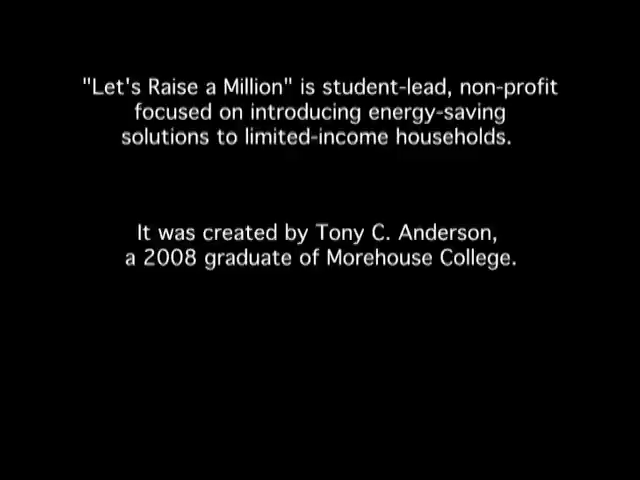 "Let's Raise a Million" is student-lead, non-profit
focused on introducing energy-saving
solutions to limited-income households.
It was created by Tony C. Anderson,
a 2008 graduate of Morehouse College.